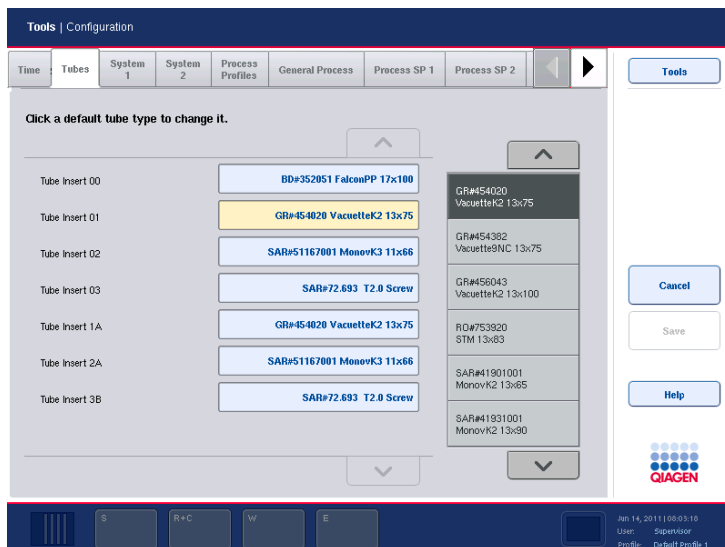 Tools | Configuration
Time
Tubes
System 1
System 2
Process Profiles
General Process
Process SP 1
Process SP 2
Tools
Click a default tube type to change it.
Tube Insert 00
BD#352051 FalconPP 17x100
Tube Insert 01
GR#454020 VacuetteK2 13x75
Tube Insert 02
SAR#51167001 MonovK3 11x66
Tube Insert 03
SAR#72.693 T2.0 Screw
Tube Insert 1A
GR#454020 VacuetteK2 13x75
Tube Insert 2A
SAR#51167001 MonovK3 11x66
Tube Insert 3B
SAR#72.693 T2.0 Screw
GR#454020
VacuetteK2 13x75
GR#454382
Vacuette9NC 13x75
GR#456043
VacuetteK2 13x100
RO#753920
STM 13x83
SAR#41901001
MonovK2 13x65
SAR#41931001
MonovK2 13x90
Cancel
Save
Help
QIAGEN
S
R+C
W
E
Jun 14, 2011 | 00:03:10
User: Supervisor
Profile: Default Profile 1